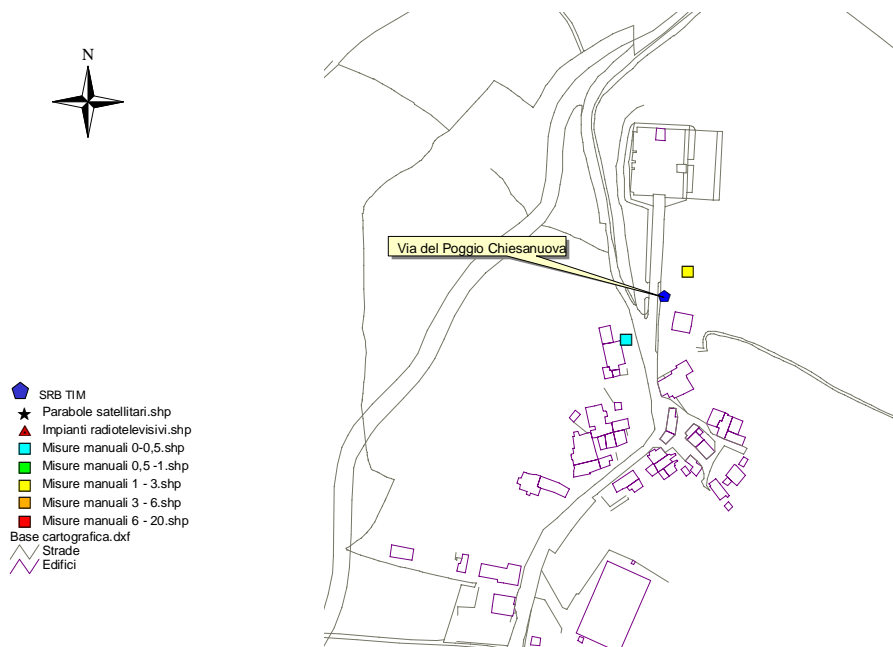 N
Via del Poggio Chiesanuova
SRB TIM
Parabole satellitari.shp
Impianti radiotelevisivi.shp
Misure manuali 0-0,5.shp
Misure manuali 0,5 -1.shp
Misure manuali 1 - 3.shp
Misure manuali 3 - 6.shp
Misure manuali 6 - 20.shp
Base cartografica.dxf
Strade
Edifici